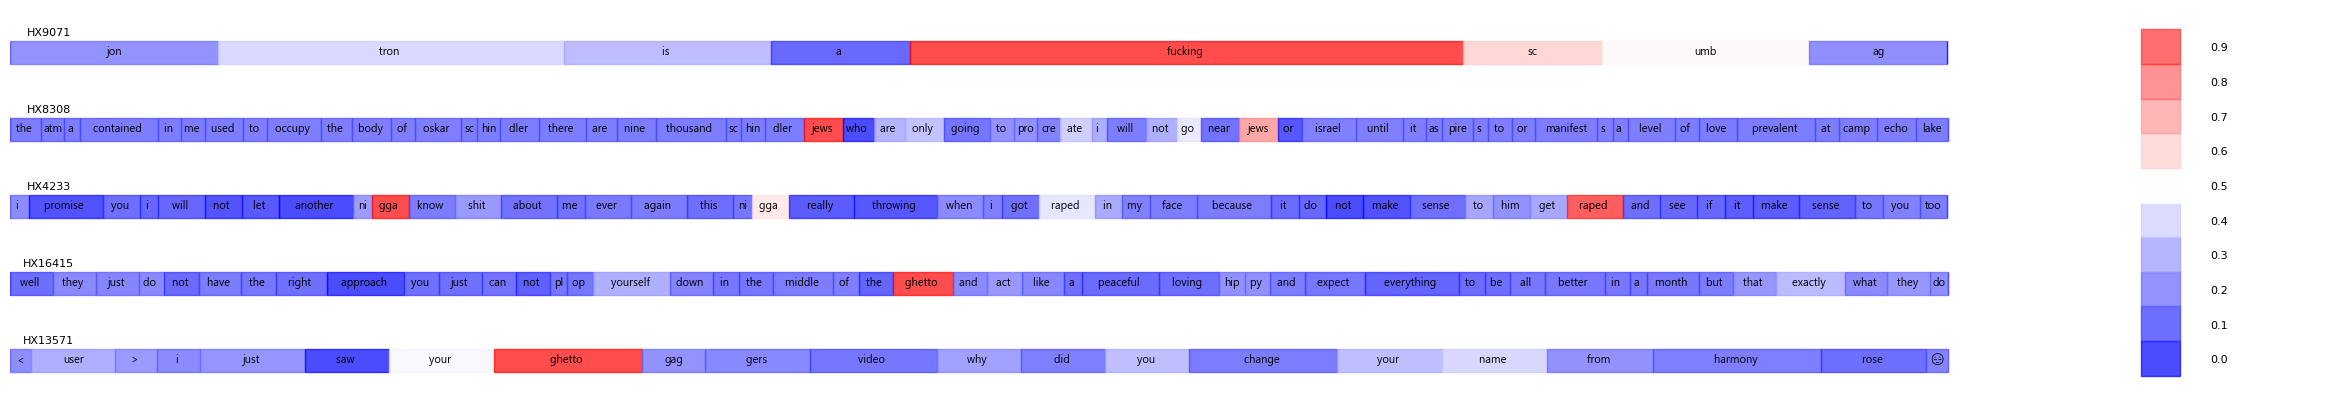 HX9071
jon tron is a fucking sc umb ag
HX8308
the atm a contained in me used to occupy the body of oskar sc hin dler there are nine thousand sc hin dler jews who are only going to pro cre ate i will not go near jews or israel until it as pire s to or manifest s a level of love prevalent at camp echo lake
HX4233
i promise you i will not let another ni gga know shit about me ever again this ni gga really throwing when i got raped in my face because it do not make sense to him get raped and see if it make sense to you too
HX16415
well they just do not have the right approach you just can not pl op yourself down in the middle of the ghetto and act like a peaceful loving hip py and expect everything to be all better in a month but that exactly what they do
HX13571
< user > i just saw your ghetto gag gers video why did you change your name from harmony rose 😑
0.9
0.8
0.7
0.6
0.5
0.4
0.3
0.2
0.1
0.0